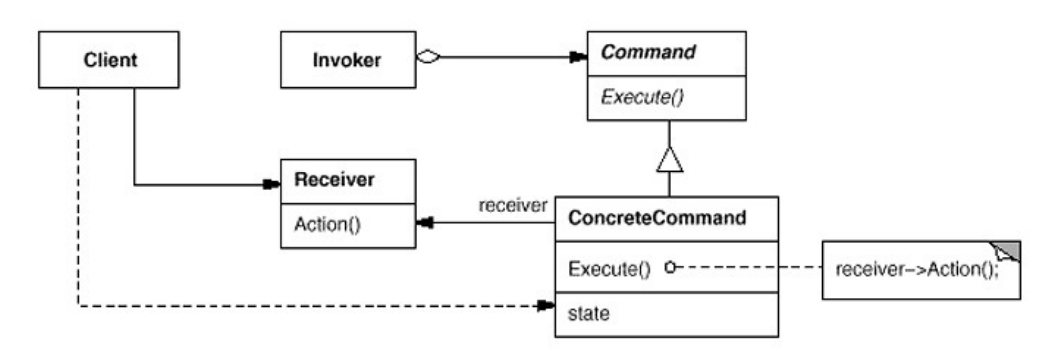 Client
Invoker
Command
Execute()
Receiver
Action()
receiver
ConcreteCommand
Execute()
state
receiver–>Action();